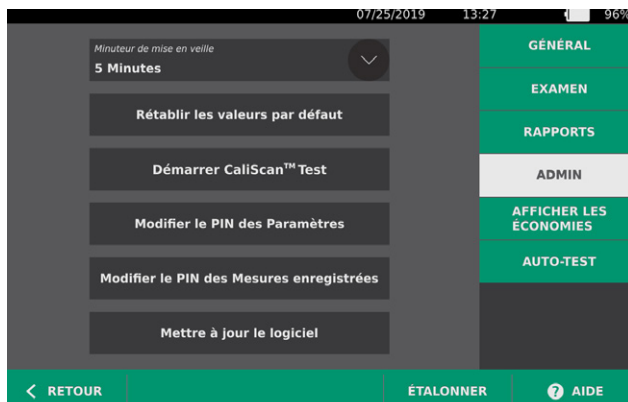 07/25/2019 13:27 96%
Minuteur de mise en veille
5 Minutes
Rétablir les valeurs par défaut
Démarrer CaliScan™ Test
Modifier le PIN des Paramètres
Modifier le PIN des Mesures enregistrées
Mettre à jour le logiciel
GÉNÉRAL
EXAMEN
RAPPORTS
ADMIN
AFFICHER LES
ÉCONOMIES
AUTO-TEST
RETOUR
ÉTALONNER
? AIDE